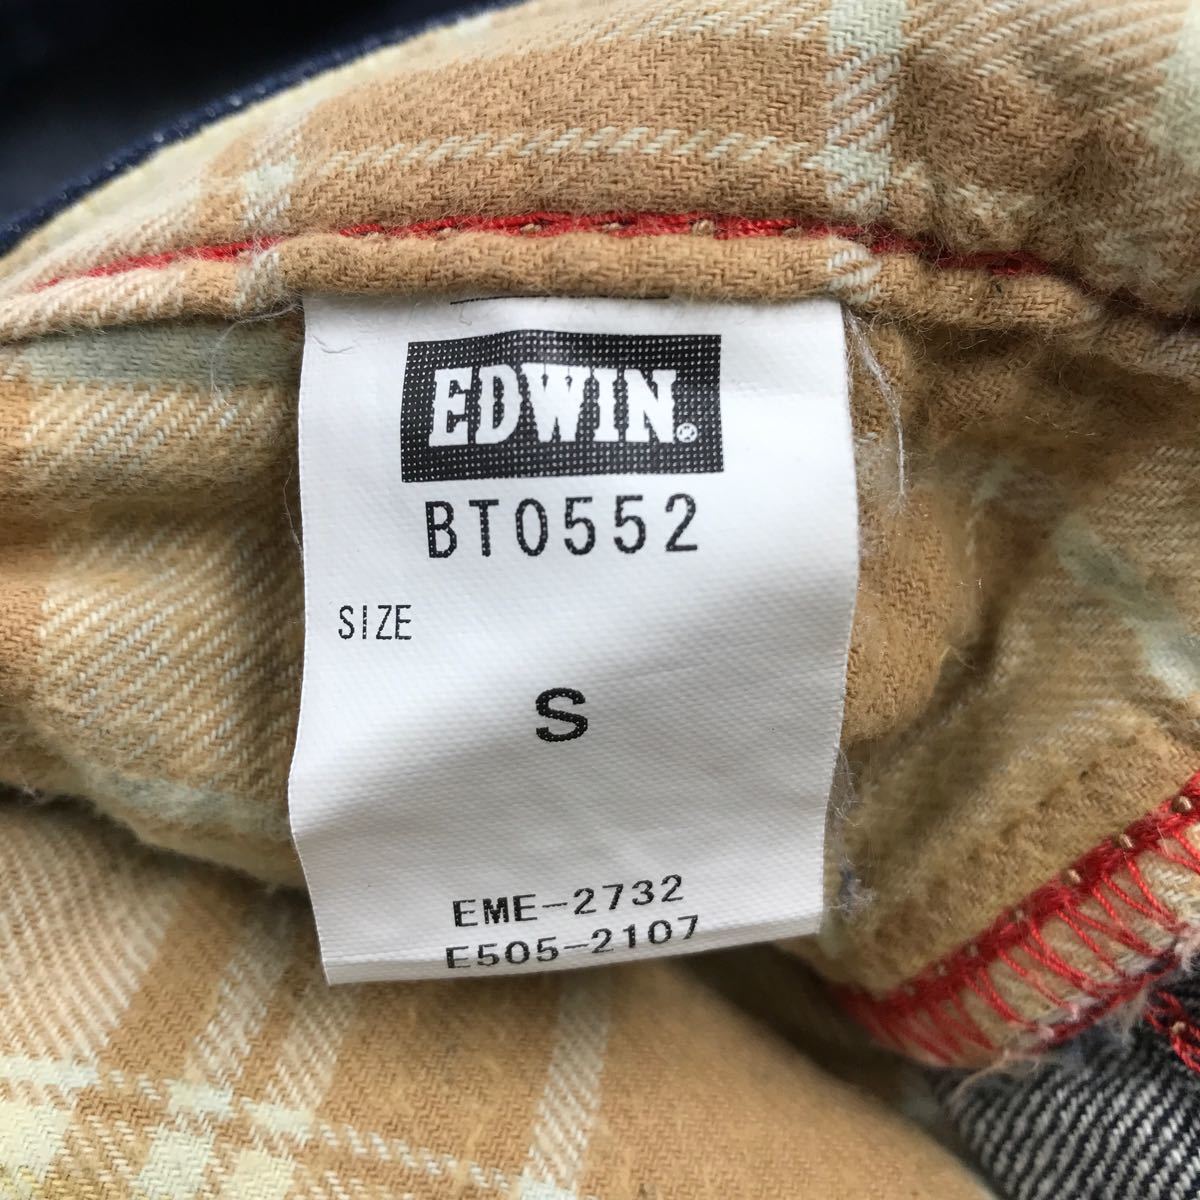 EDWIN®
BT0552
SIZE
S
EME-2732
E505-2107